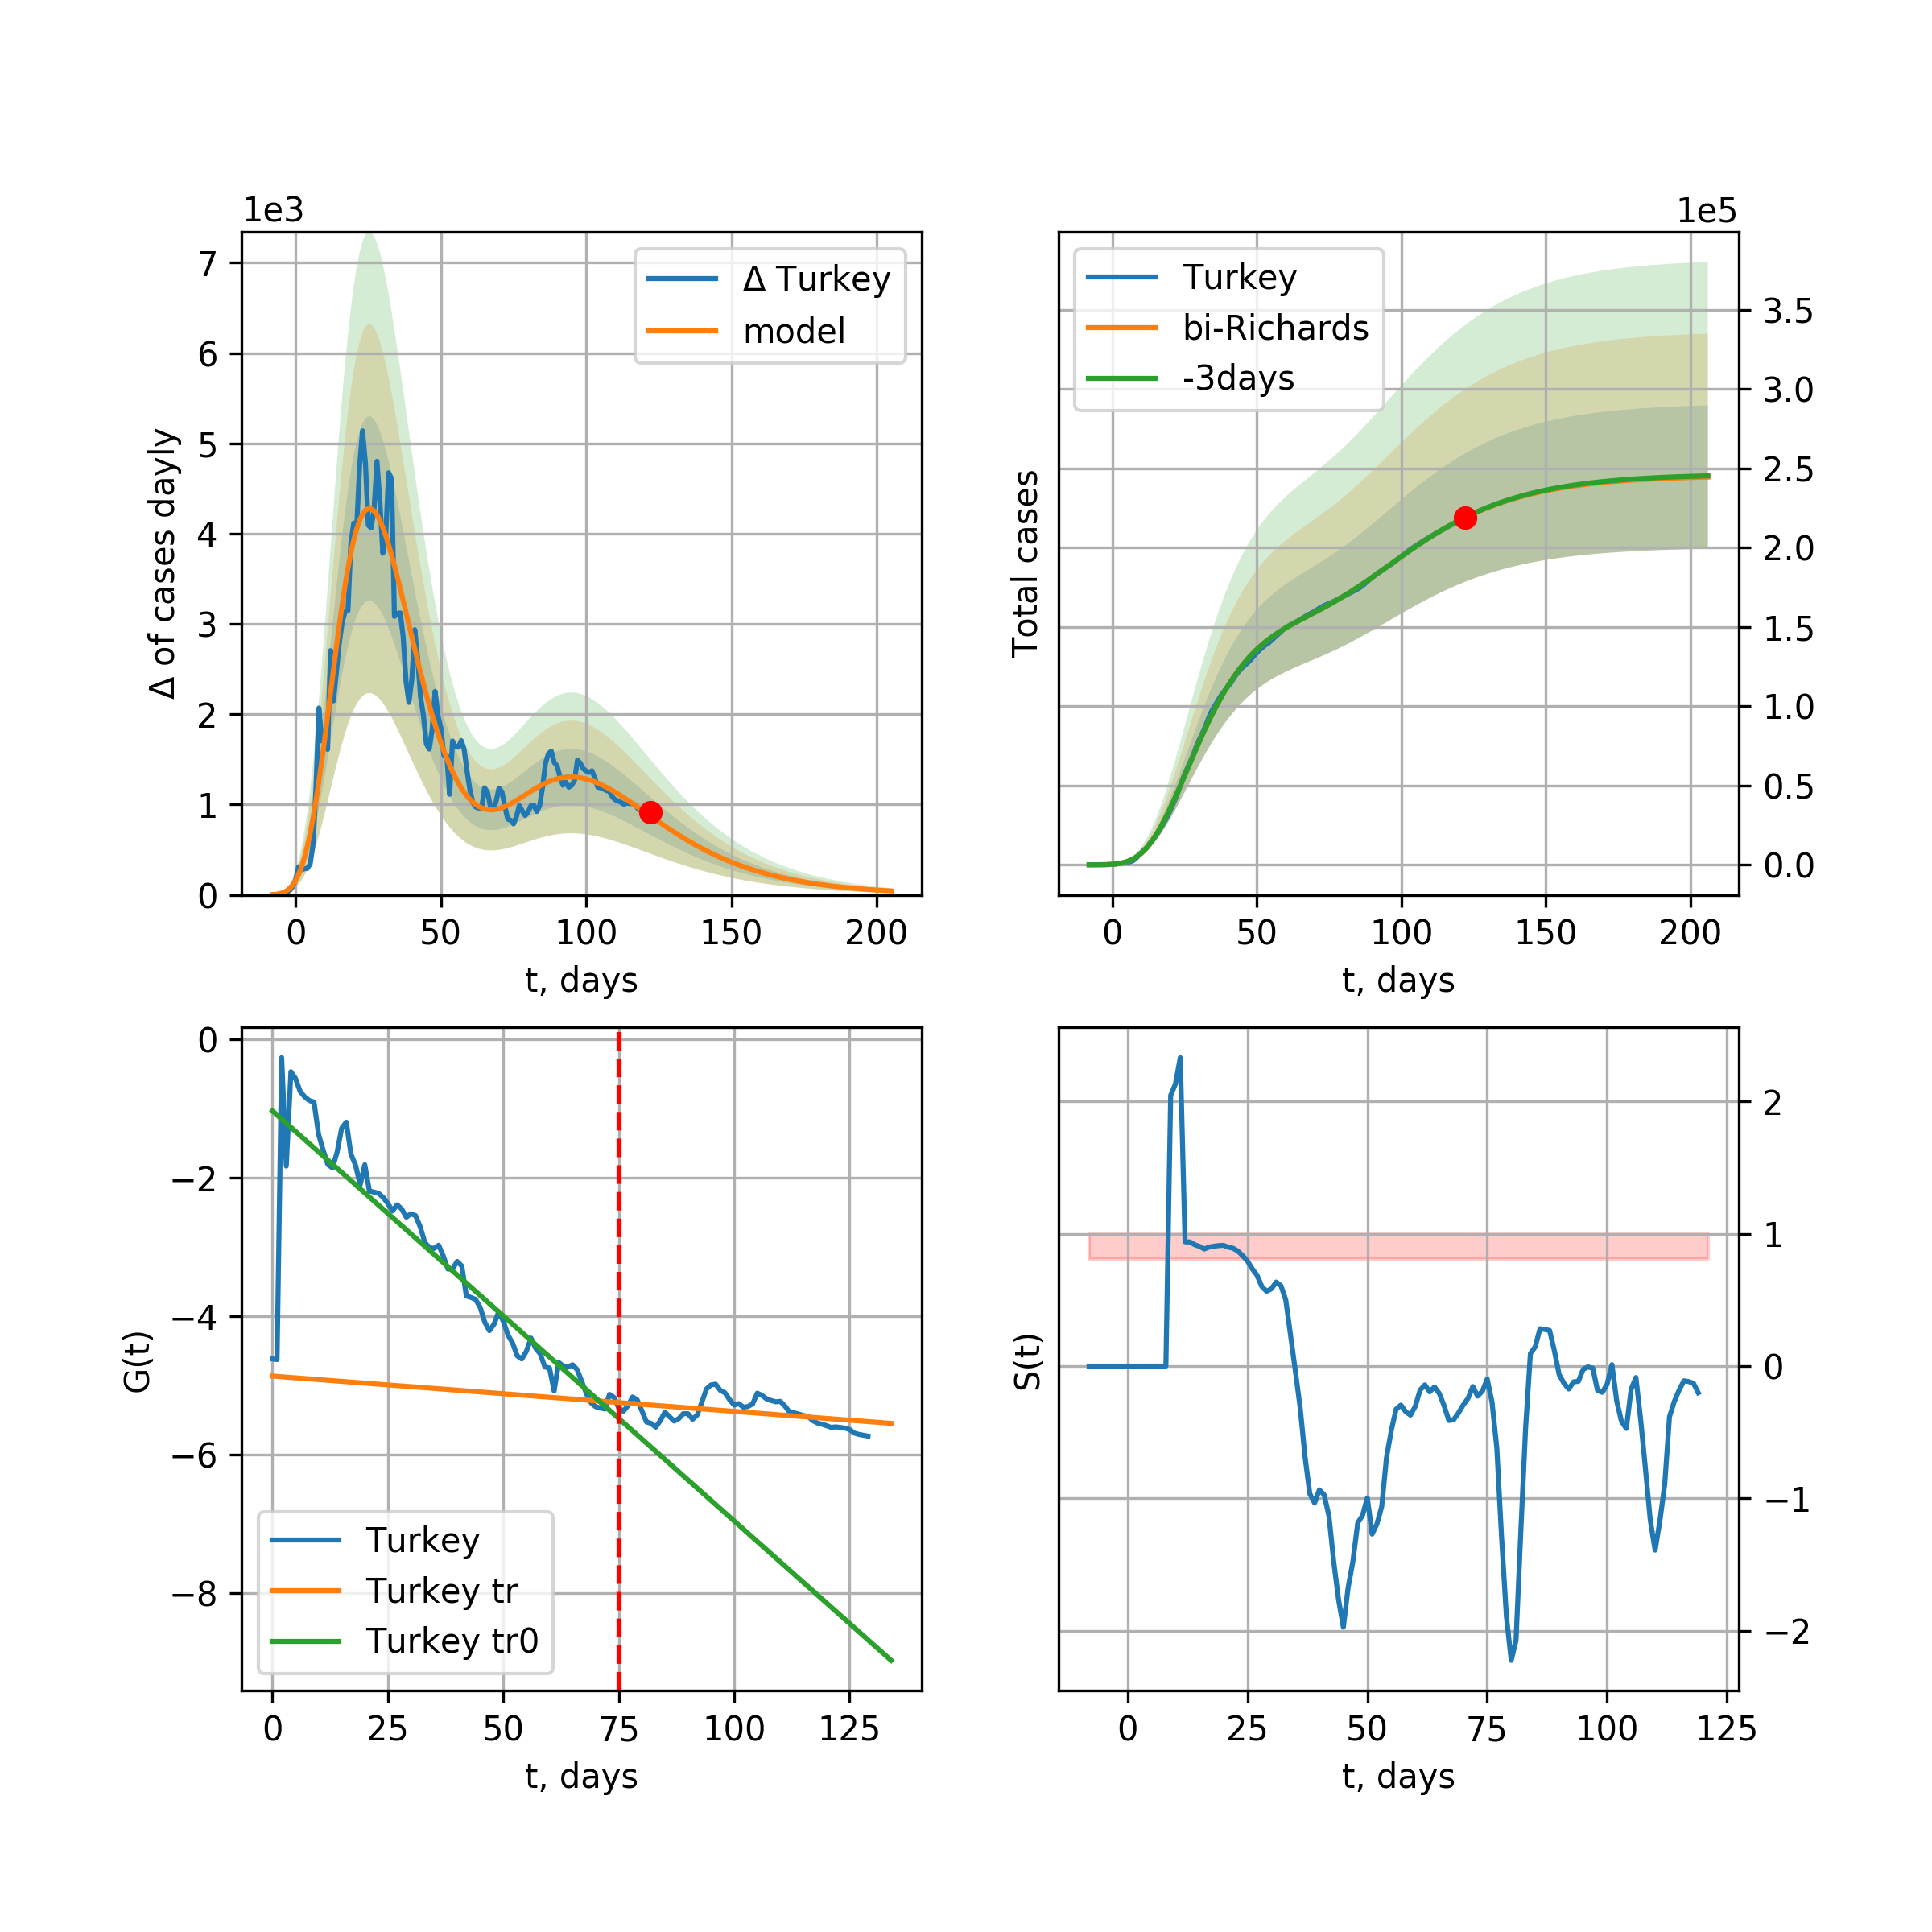 1e3
7
6
5
4
3
2
1
0
Δ of cases dayly
Δ Turkey
model
0 50 100 150 200
t, days
1e5
Total cases
Turkey
bi-Richards
-3days
3.5
3.0
2.5
2.0
1.5
1.0
0.5
0.0
0 50 100 150 200
t, days
0
−2
−4
−6
−8
G(t)
Turkey
Turkey tr
Turkey tr0
0 25 50 75 100 125
t, days
S(t)
2
1
0
−1
−2
0 25 50 75 100 125
t, days